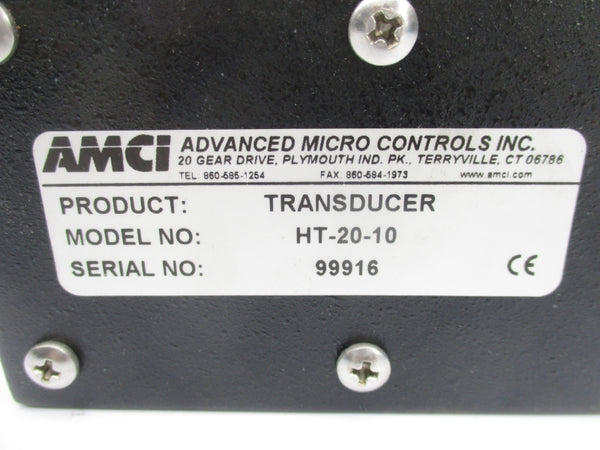 AMCI ADVANCED MICRO CONTROLS INC.
20 GEAR DRIVE, PLYMOUTH IND. PK., TERRYVILLE, CT 06786
TEL: 860-585-1254 FAX: 860-584-1973 www.amci.com
PRODUCT: TRANSDUCER
MODEL NO: HT-20-10
SERIAL NO: 99916 CE